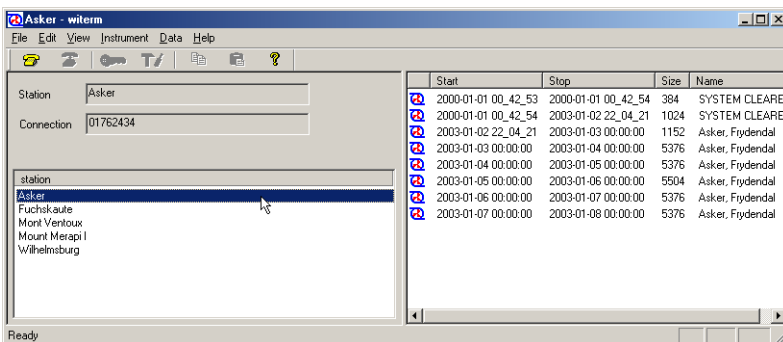 Asker - witerm
File Edit View Instrument Data Help
Station Asker
Connection 01762434
station
Asker
Fuchskaute
Mont Ventoux
Mount Merapi I
Wilhelmsburg
Start Stop Size Name
2000-01-01 00_42_53 2000-01-01 00_42_54 384 SYSTEM CLEARE
2000-01-01 00_42_54 2003-01-02 22_04_21 1024 SYSTEM CLEARE
2003-01-02 22_04_21 2003-01-03 00:00:00 1152 Asker, Frydendal
2003-01-03 00:00:00 2003-01-04 00:00:00 5376 Asker, Frydendal
2003-01-04 00:00:00 2003-01-05 00:00:00 5376 Asker, Frydendal
2003-01-05 00:00:00 2003-01-06 00:00:00 5504 Asker, Frydendal
2003-01-06 00:00:00 2003-01-07 00:00:00 5376 Asker, Frydendal
2003-01-07 00:00:00 2003-01-08 00:00:00 5376 Asker, Frydendal
Ready